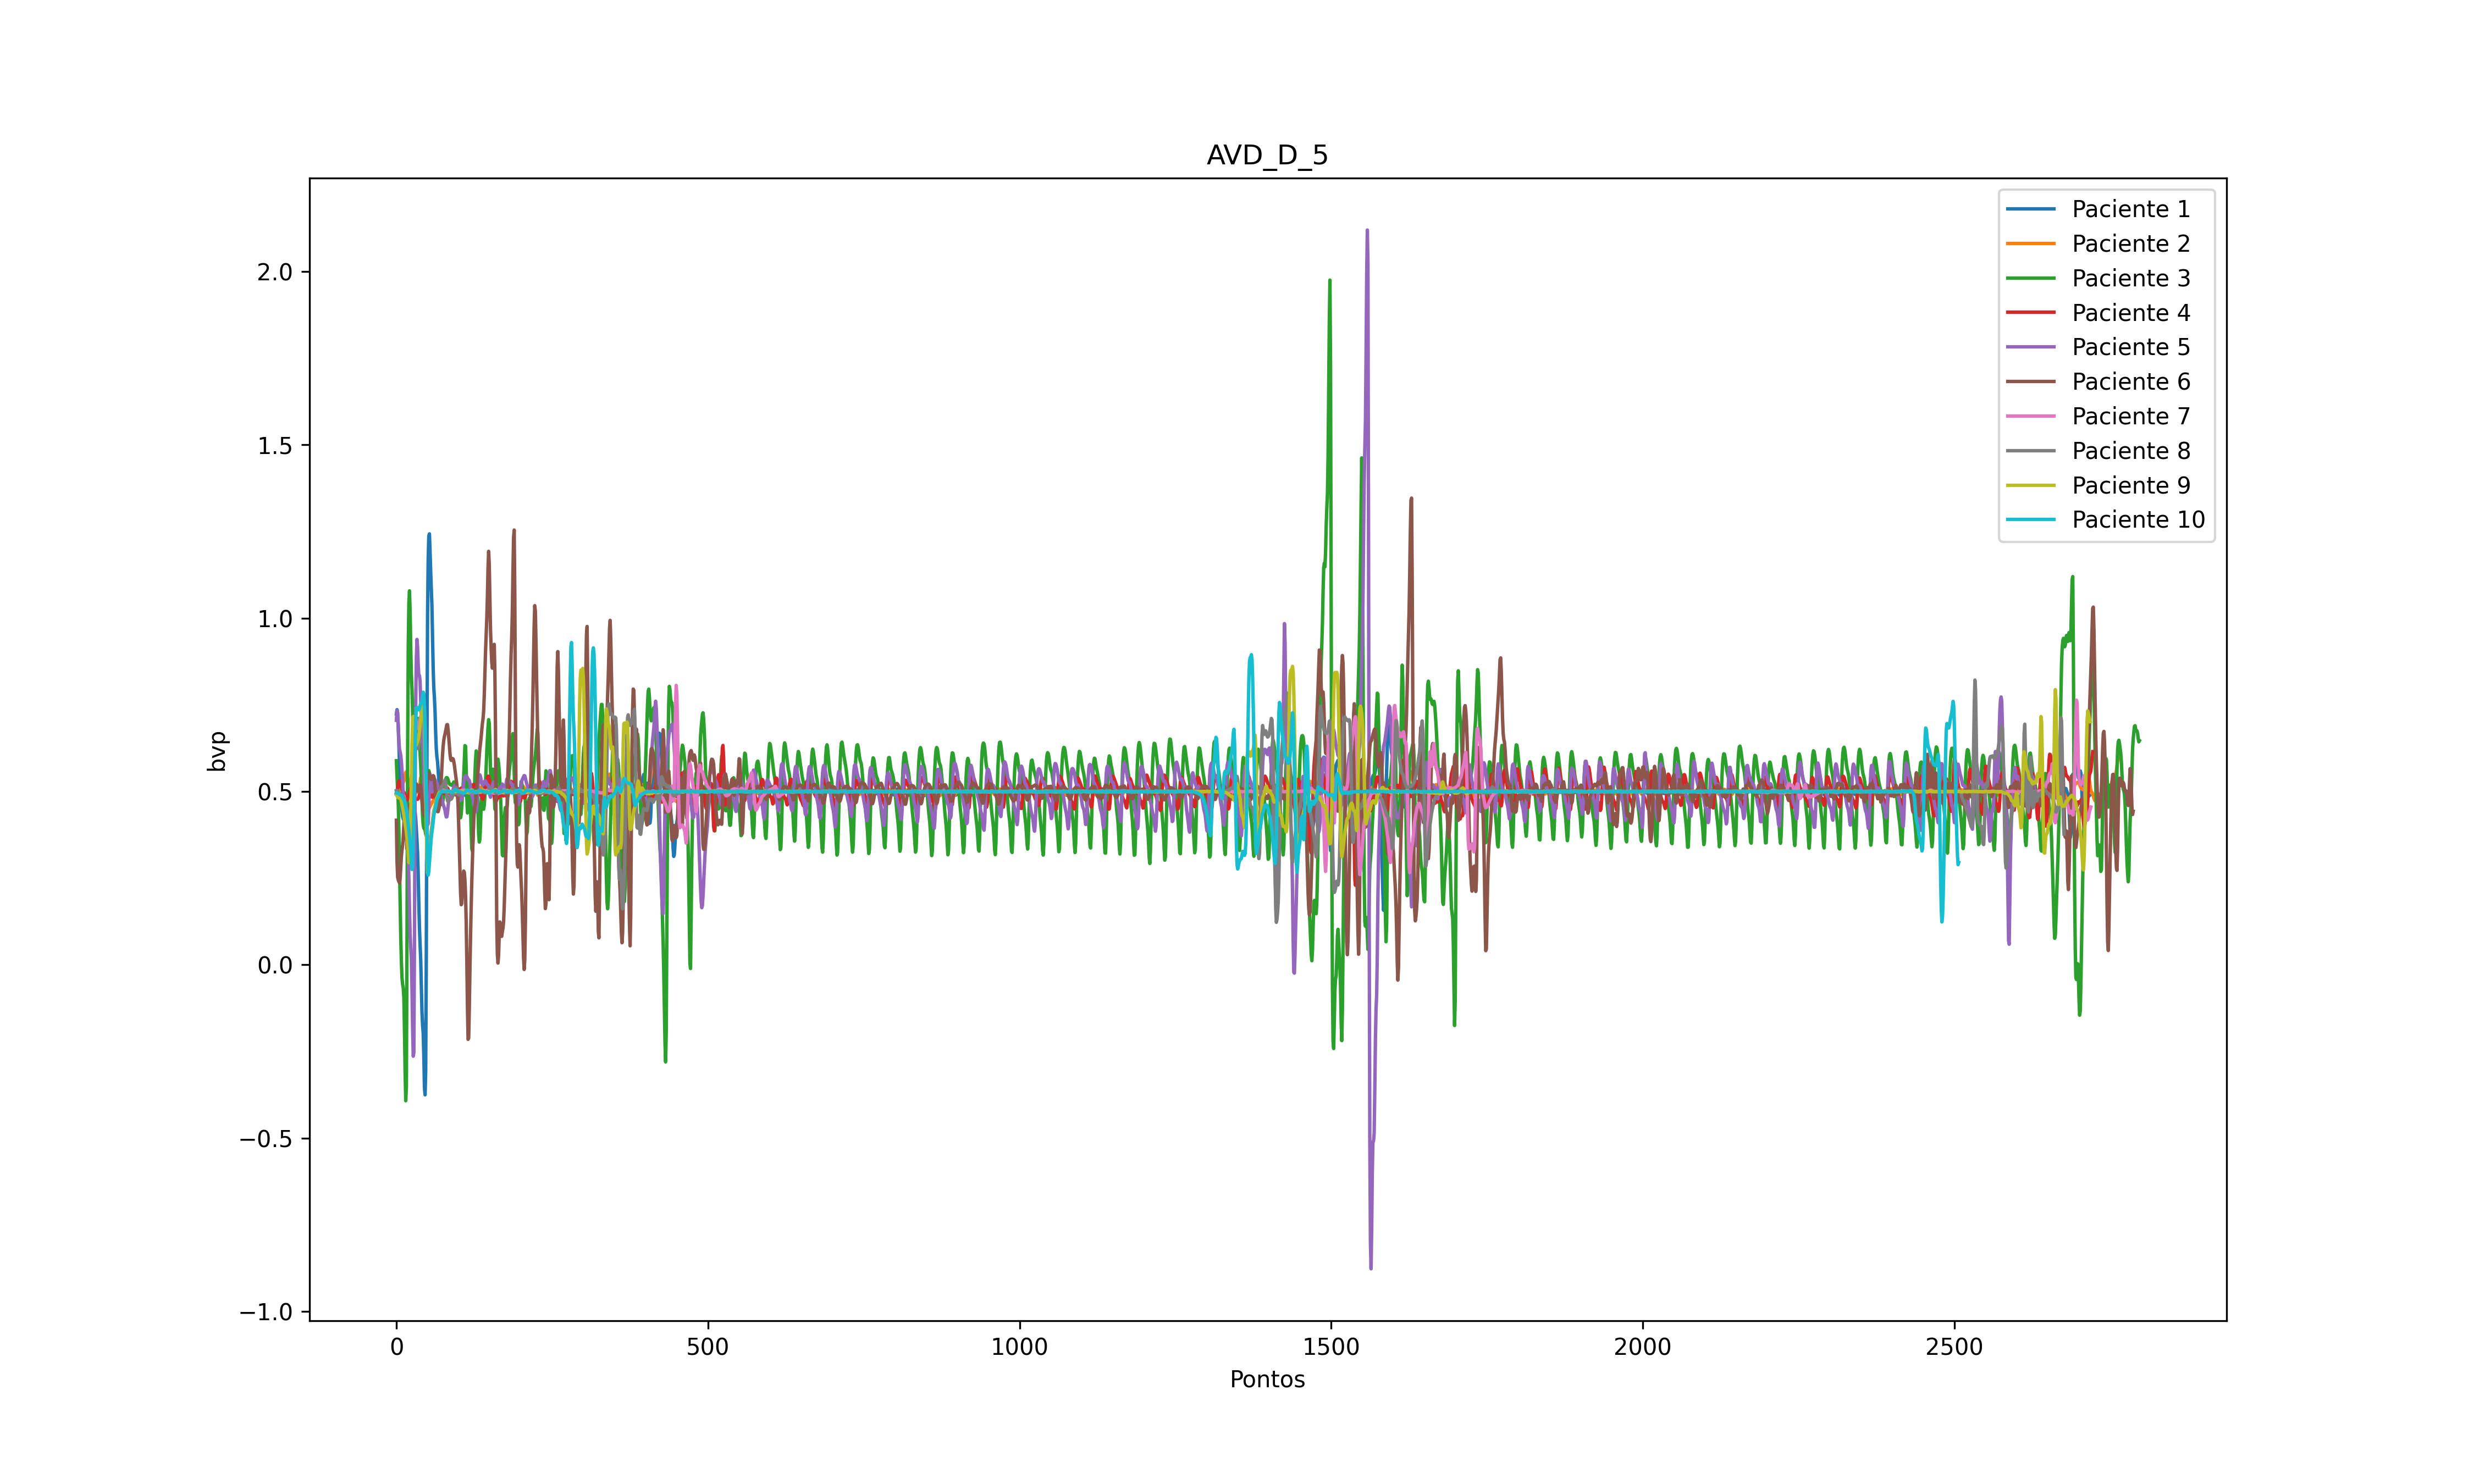 AVD_D_5
bvp
2.0
1.5
1.0
0.5
0.0
−0.5
−1.0
0 500 1000 1500 2000 2500
Pontos
Paciente 1
Paciente 2
Paciente 3
Paciente 4
Paciente 5
Paciente 6
Paciente 7
Paciente 8
Paciente 9
Paciente 10